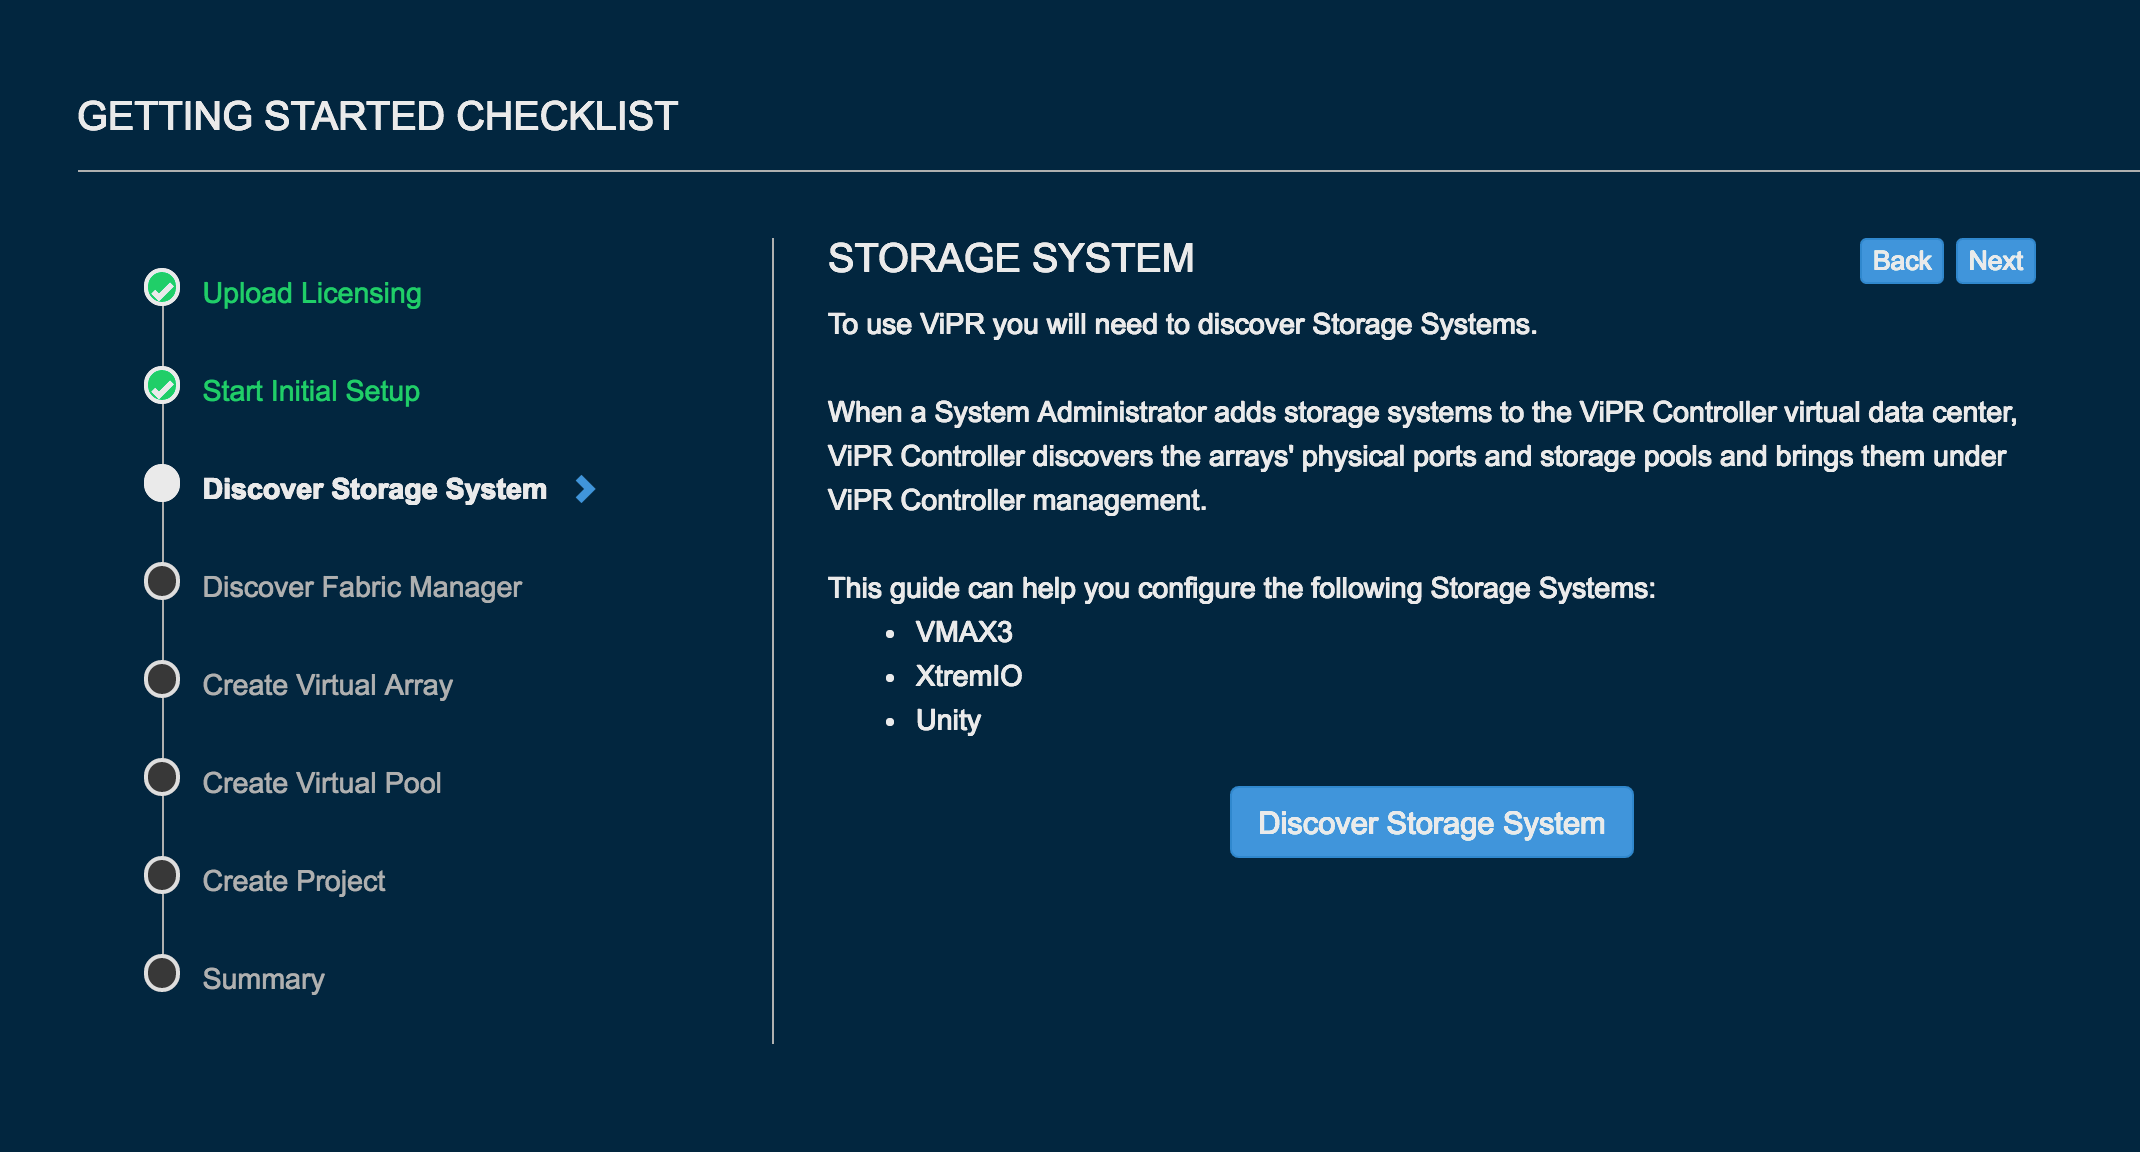 GETTING STARTED CHECKLIST
Upload Licensing
Start Initial Setup
Discover Storage System
Discover Fabric Manager
Create Virtual Array
Create Virtual Pool
Create Project
Summary
STORAGE SYSTEM
Back
Next
To use ViPR you will need to discover Storage Systems.
When a System Administrator adds storage systems to the ViPR Controller virtual data center,
ViPR Controller discovers the arrays' physical ports and storage pools and brings them under
ViPR Controller management.
This guide can help you configure the following Storage Systems:
• VMAX3
• XtremIO
• Unity
Discover Storage System